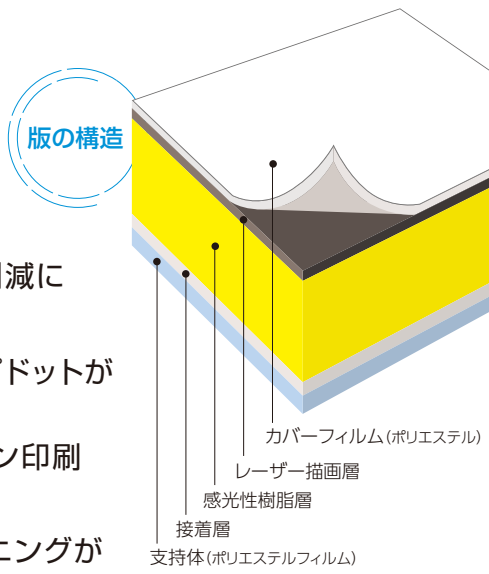 版の構造
減に
ドットが
ン印刷
ニングが
カバーフィルム(ポリエステル)
レーザー描画層
感光性樹脂層
接着層
支持体(ポリエステルフィルム)